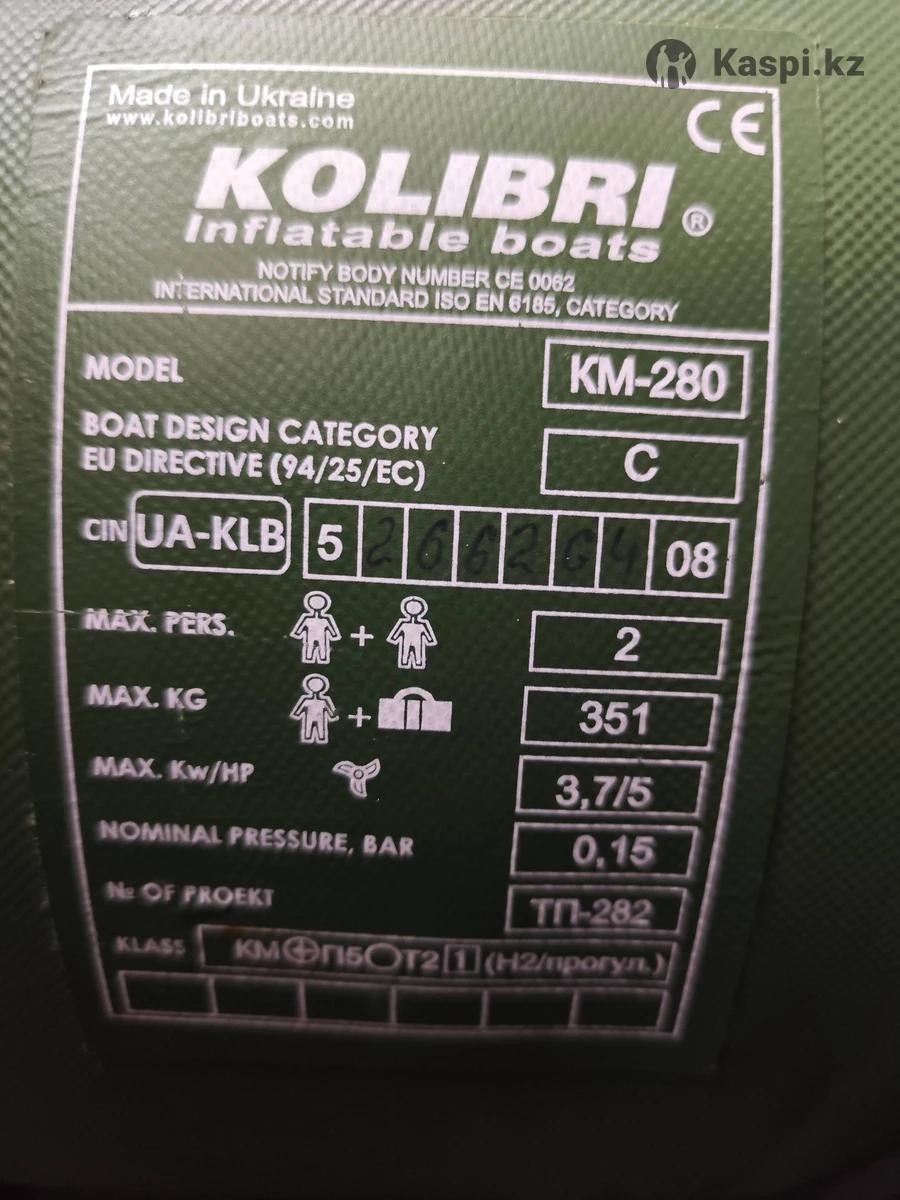 Kaspi.kz
Made in Ukraine
www.kolibriboats.com
CE
KOLIBRI ®
Inflatable boats
NOTIFY BODY NUMBER CE 0062
INTERNATIONAL STANDARD ISO EN 6185, CATEGORY
MODEL KM-280
BOAT DESIGN CATEGORY
EU DIRECTIVE (94/25/EC) C
CIN UA-KLB 5 2 6 6 2 6 4 08
MAX. PERS. + 2
MAX. KG + 351
MAX. Kw/HP 3,7/5
NOMINAL PRESSURE, BAR 0,15
№ OF PROEKT ТП-282
KLASS КМ⊕П5○Т2 1 (Н2/прогул.)